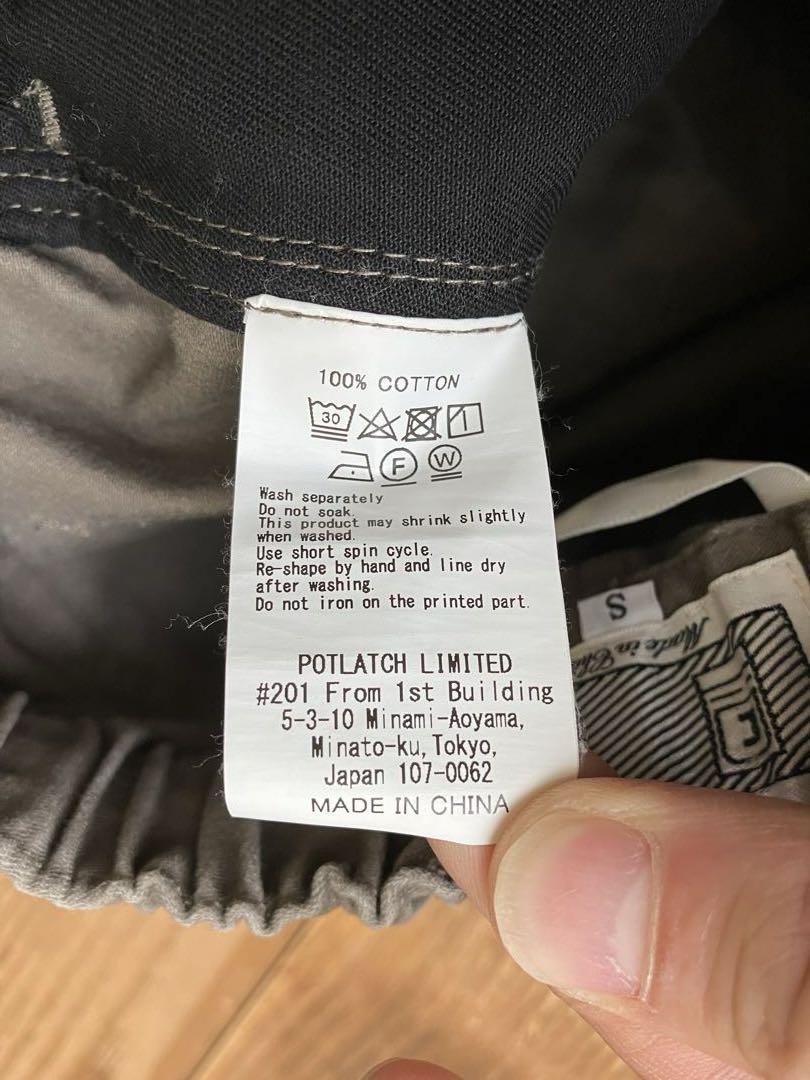 100% COTTON
30
F W
Wash separately
Do not soak.
This product may shrink slightly
when washed.
Use short spin cycle.
Re-shape by hand and line dry
after washing.
Do not iron on the printed part.
POTLATCH LIMITED
#201 From 1st Building
5-3-10 Minami-Aoyama,
Minato-ku, Tokyo,
Japan 107-0062
MADE IN CHINA
S
Made in